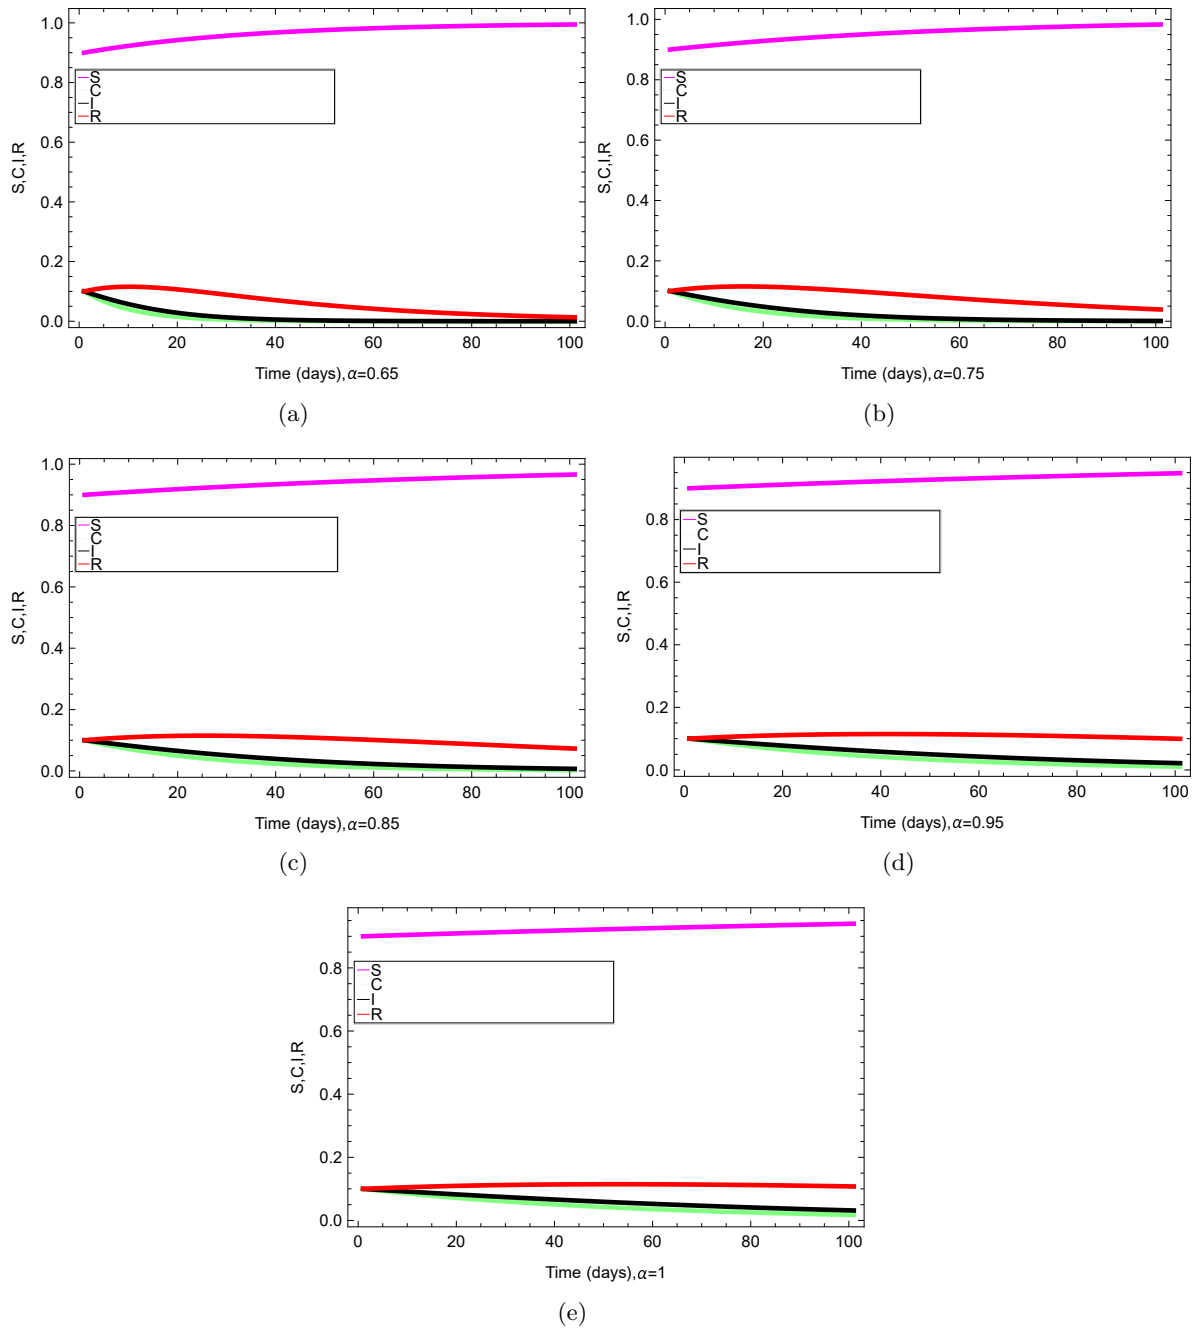 1.0
0.8
0.6
0.4
0.2
0.0
S,C,I,R
S
C
I
R
0 20 40 60 80 100
Time (days),α=0.65
(a)
1.0
0.8
0.6
0.4
0.2
0.0
S,C,I,R
S
C
I
R
0 20 40 60 80 100
Time (days),α=0.75
(b)
1.0
0.8
0.6
0.4
0.2
0.0
S,C,I,R
S
C
I
R
0 20 40 60 80 100
Time (days),α=0.85
(c)
0.8
0.6
0.4
0.2
0.0
S,C,I,R
S
C
I
R
0 20 40 60 80 100
Time (days),α=0.95
(d)
0.8
0.6
0.4
0.2
0.0
S,C,I,R
S
C
I
R
0 20 40 60 80 100
Time (days),α=1
(e)